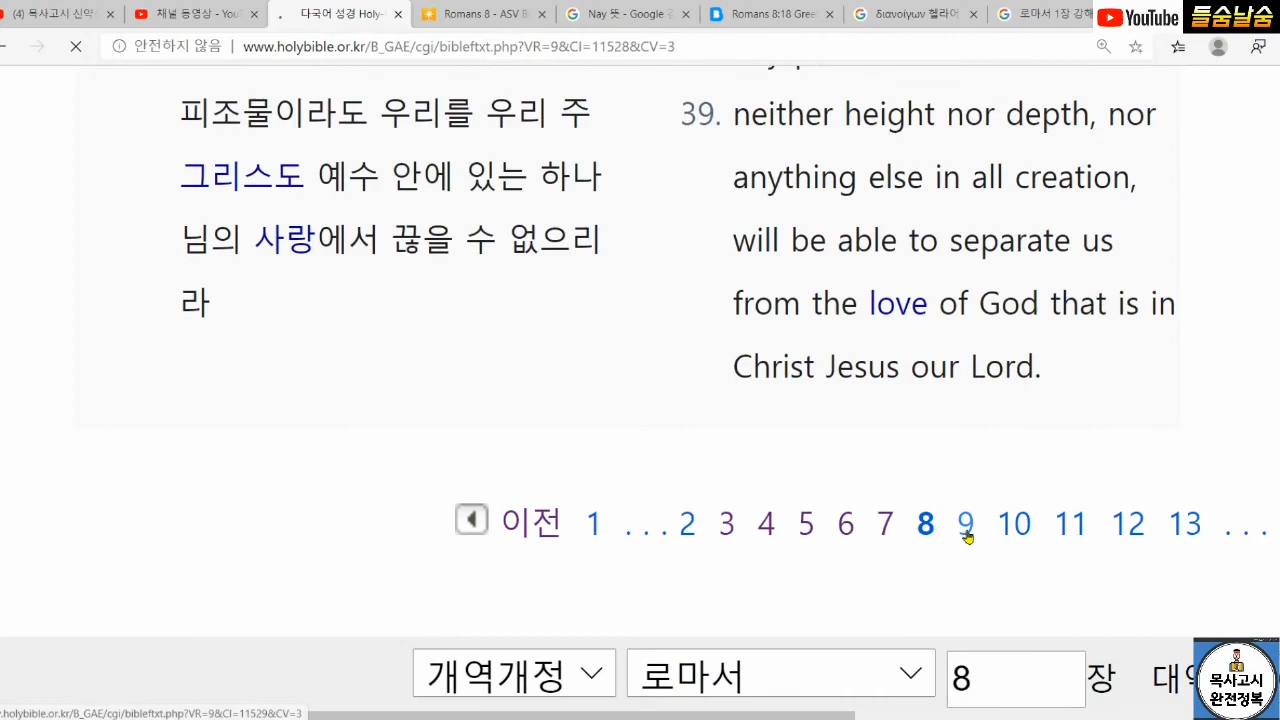 (4) 목사고시 신약
채널 동영상 - You
다국어 성경 Holy-
Romans 8 Lexicon
Nay 뜻 - Google
Romans 8:18 Gree
διανοίγων 헬라어
로마서 1장 강해
YouTube
들숨날숨
안전하지 않음 | www.holybible.or.kr/B_GAE/cgi/bibleftxt.php?VR=9&CI=11528&CV=3
피조물이라도 우리를 우리 주
그리스도 예수 안에 있는 하나
님의 사랑에서 끊을 수 없으리
라
39. neither height nor depth, nor
anything else in all creation,
will be able to separate us
from the love of God that is in
Christ Jesus our Lord.
이전 1 ... 2 3 4 5 6 7 8 9 10 11 12 13 ...
개역개정 로마서 8 장
목사고시
완전정복
w.holybible.or.kr/B_GAE/cgi/bibleftxt.php?VR=9&CI=11529&CV=3